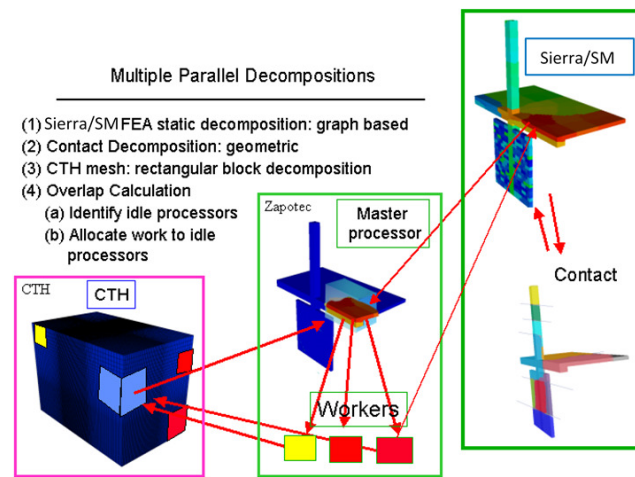 Multiple Parallel Decompositions
(1) Sierra/SM FEA static decomposition: graph based
(2) Contact Decomposition: geometric
(3) CTH mesh: rectangular block decomposition
(4) Overlap Calculation
(a) Identify idle processors
(b) Allocate work to idle
processors
Sierra/SM
Contact
Zapotec
Master
processor
Workers
CTH
CTH